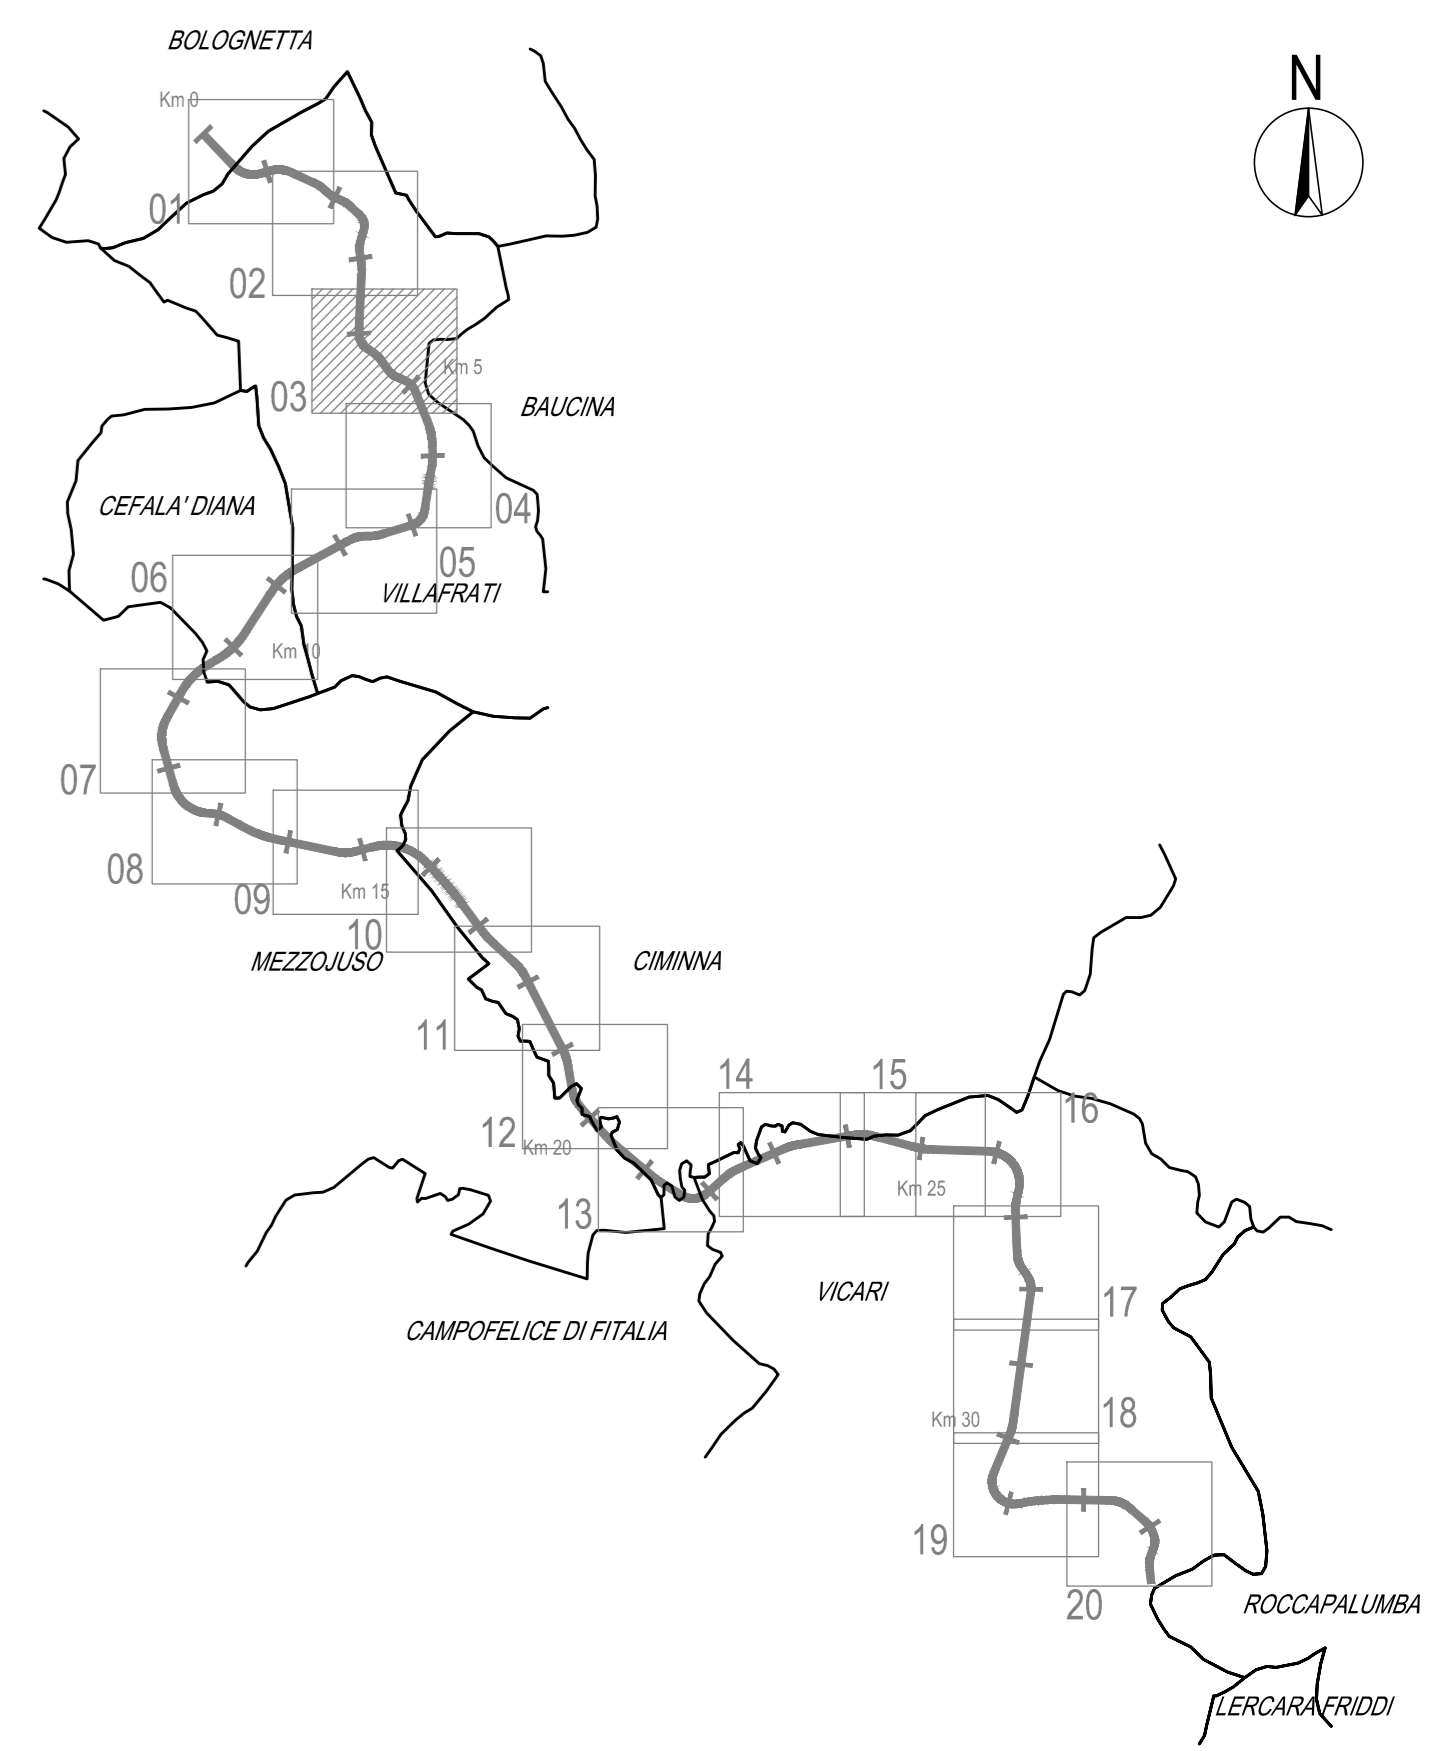 BOLOGNETTA
N
Km 0
01
02
Km 5
03
BAUCINA
CEFALA' DIANA
04
05
06
VILLAFRATI
Km 10
07
08
09
Km 15
10
MEZZOJUSO
CIMINNA
11
14
15
16
12
Km 20
Km 25
13
VICARI
17
CAMPOFELICE DI FITALIA
18
Km 30
19
20
ROCCAPALUMBA
LERCARA FRIDDI